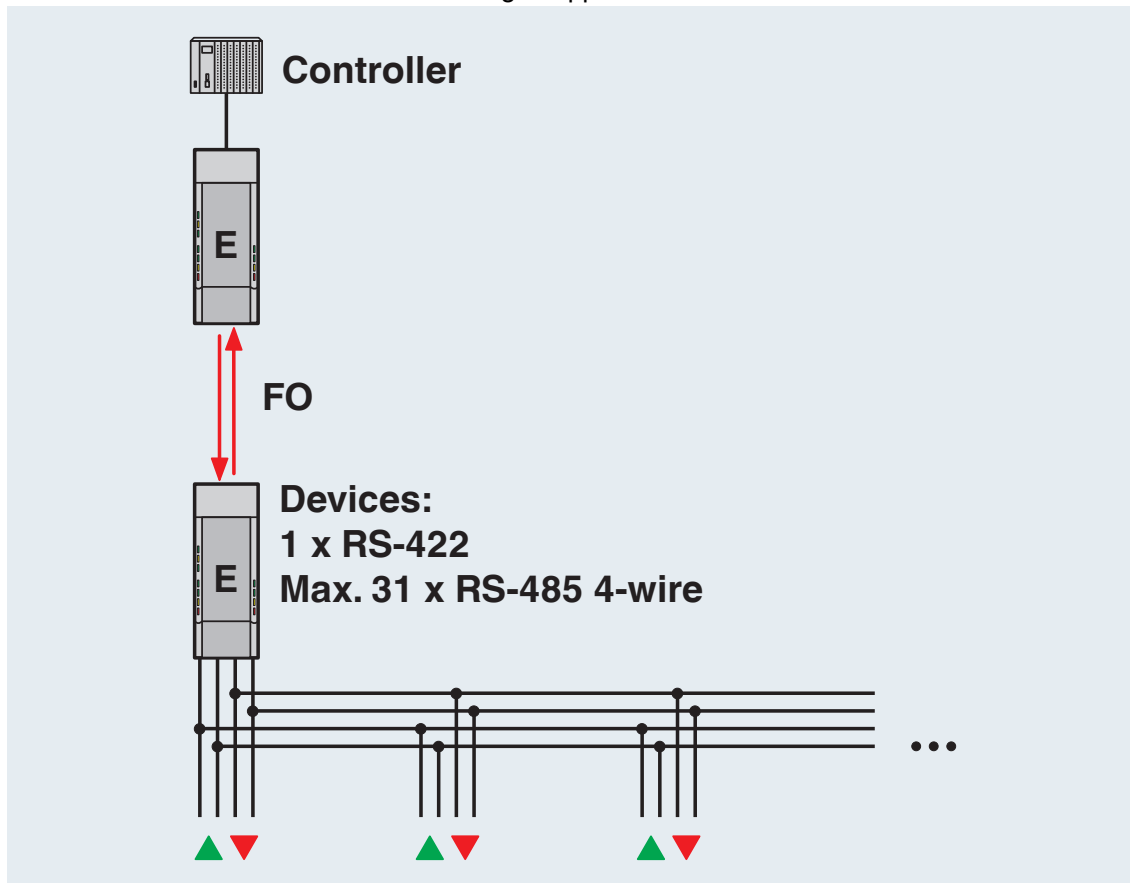 Controller
E
FO
Devices:
1 x RS-422
Max. 31 x RS-485 4-wire
E